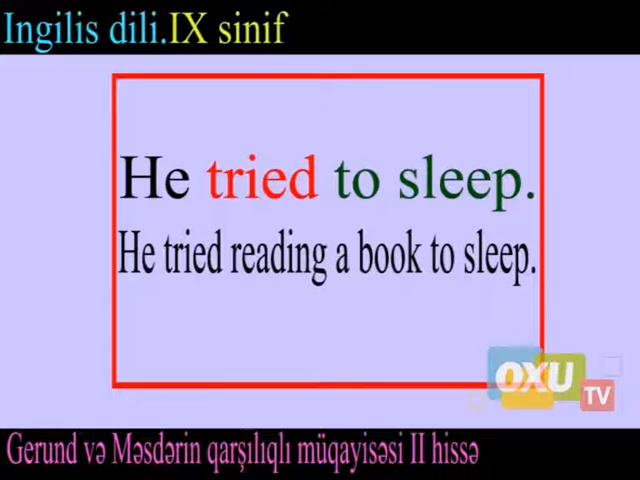 Ingilis dili.IX sinif
He tried to sleep.
He tried reading a book to sleep.
OXU
TV
Gerund və Məsdərin qarşılıqlı müqayisəsi II hissə